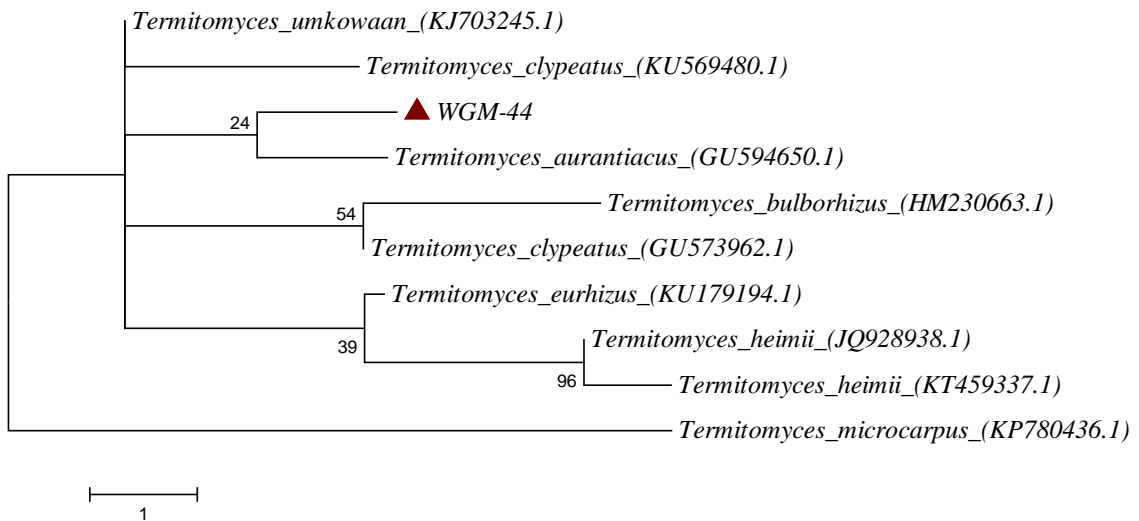 Termitomyces_umkowaan_(KJ703245.1)
Termitomyces_clypeatus_(KU569480.1)
WGM-44
24
Termitomyces_aurantiacus_(GU594650.1)
Termitomyces_bulborhizus_(HM230663.1)
54
Termitomyces_clypeatus_(GU573962.1)
Termitomyces_eurhizus_(KU179194.1)
39
Termitomyces_heimii_(JQ928938.1)
96
Termitomyces_heimii_(KT459337.1)
Termitomyces_microcarpus_(KP780436.1)
1